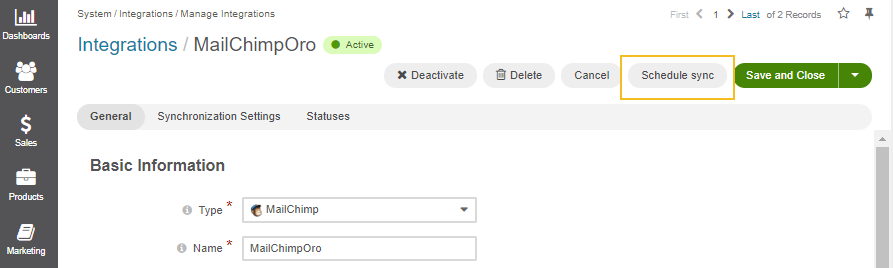 System / Integrations / Manage Integrations
First 1 Last of 2 Records
Dashboards
Integrations / MailChimpOro Active
Deactivate Delete Cancel Schedule sync Save and Close
Customers
General Synchronization Settings Statuses
Sales
Basic Information
Products
Type * MailChimp
Name * MailChimpOro
Marketing